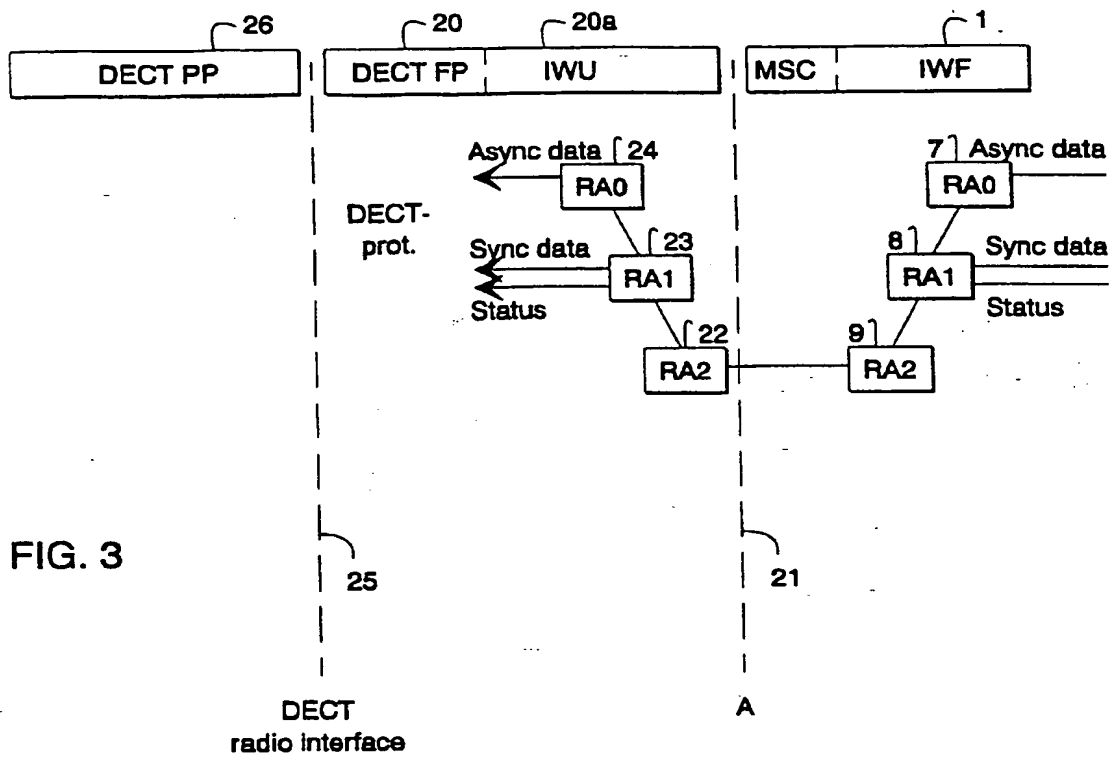 26
20
20a
1
DECT PP
DECT FP
IWU
MSC
IWF
Async data
24
7
Async data
RA0
RA0
DECT-
prot.
Sync data
23
8
Sync data
RA1
RA1
Status
Status
22
9
RA2
RA2
FIG. 3
25
21
DECT
radio interface
A